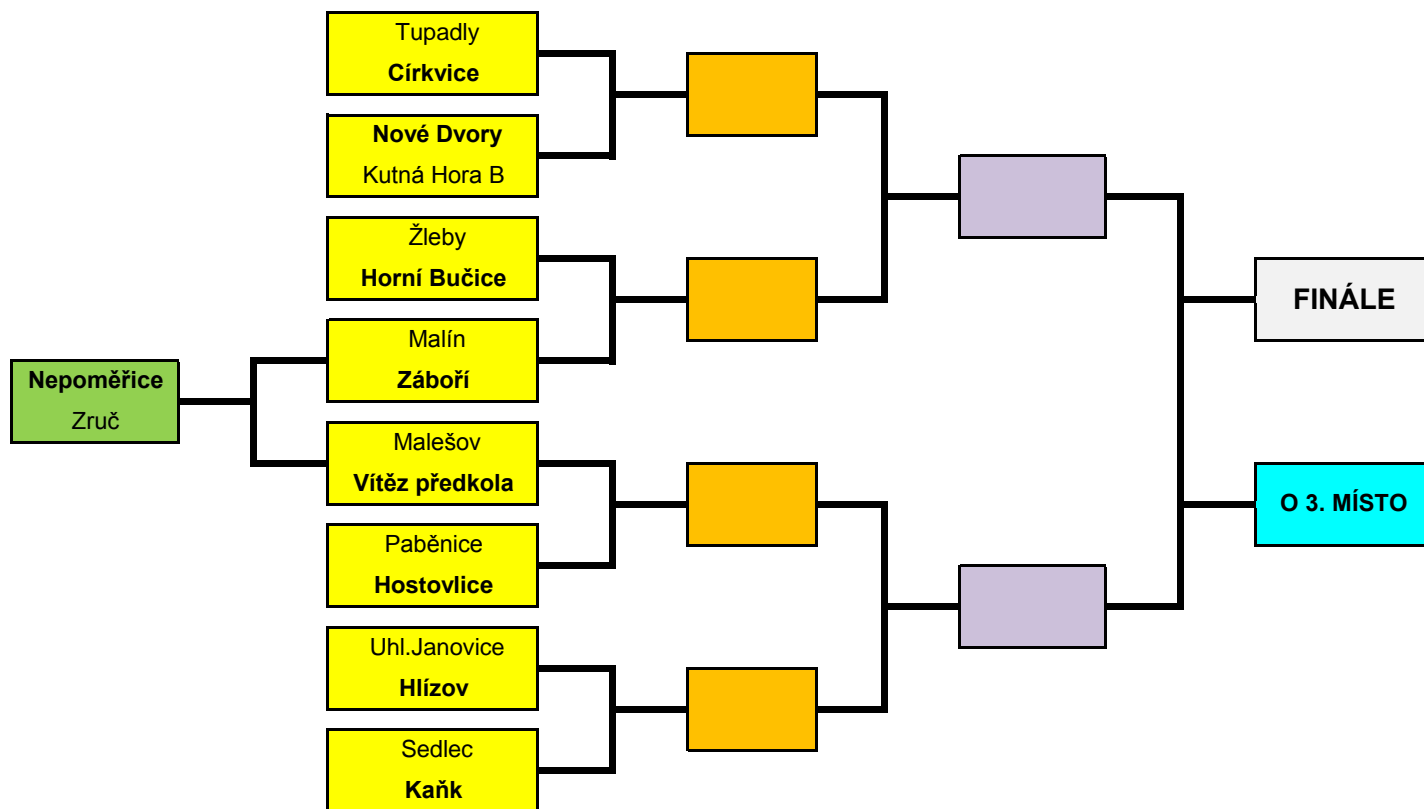 Tupadly
Církvice
Nové Dvory
Kutná Hora B
Žleby
Horní Bučice
Malín
Záboří
Nepoměřice
Zruč
Malešov
Vítěz předkola
Paběnice
Hostovlice
Uhl.Janovice
Hlízov
Sedlec
Kaňk
FINÁLE
O 3. MÍSTO